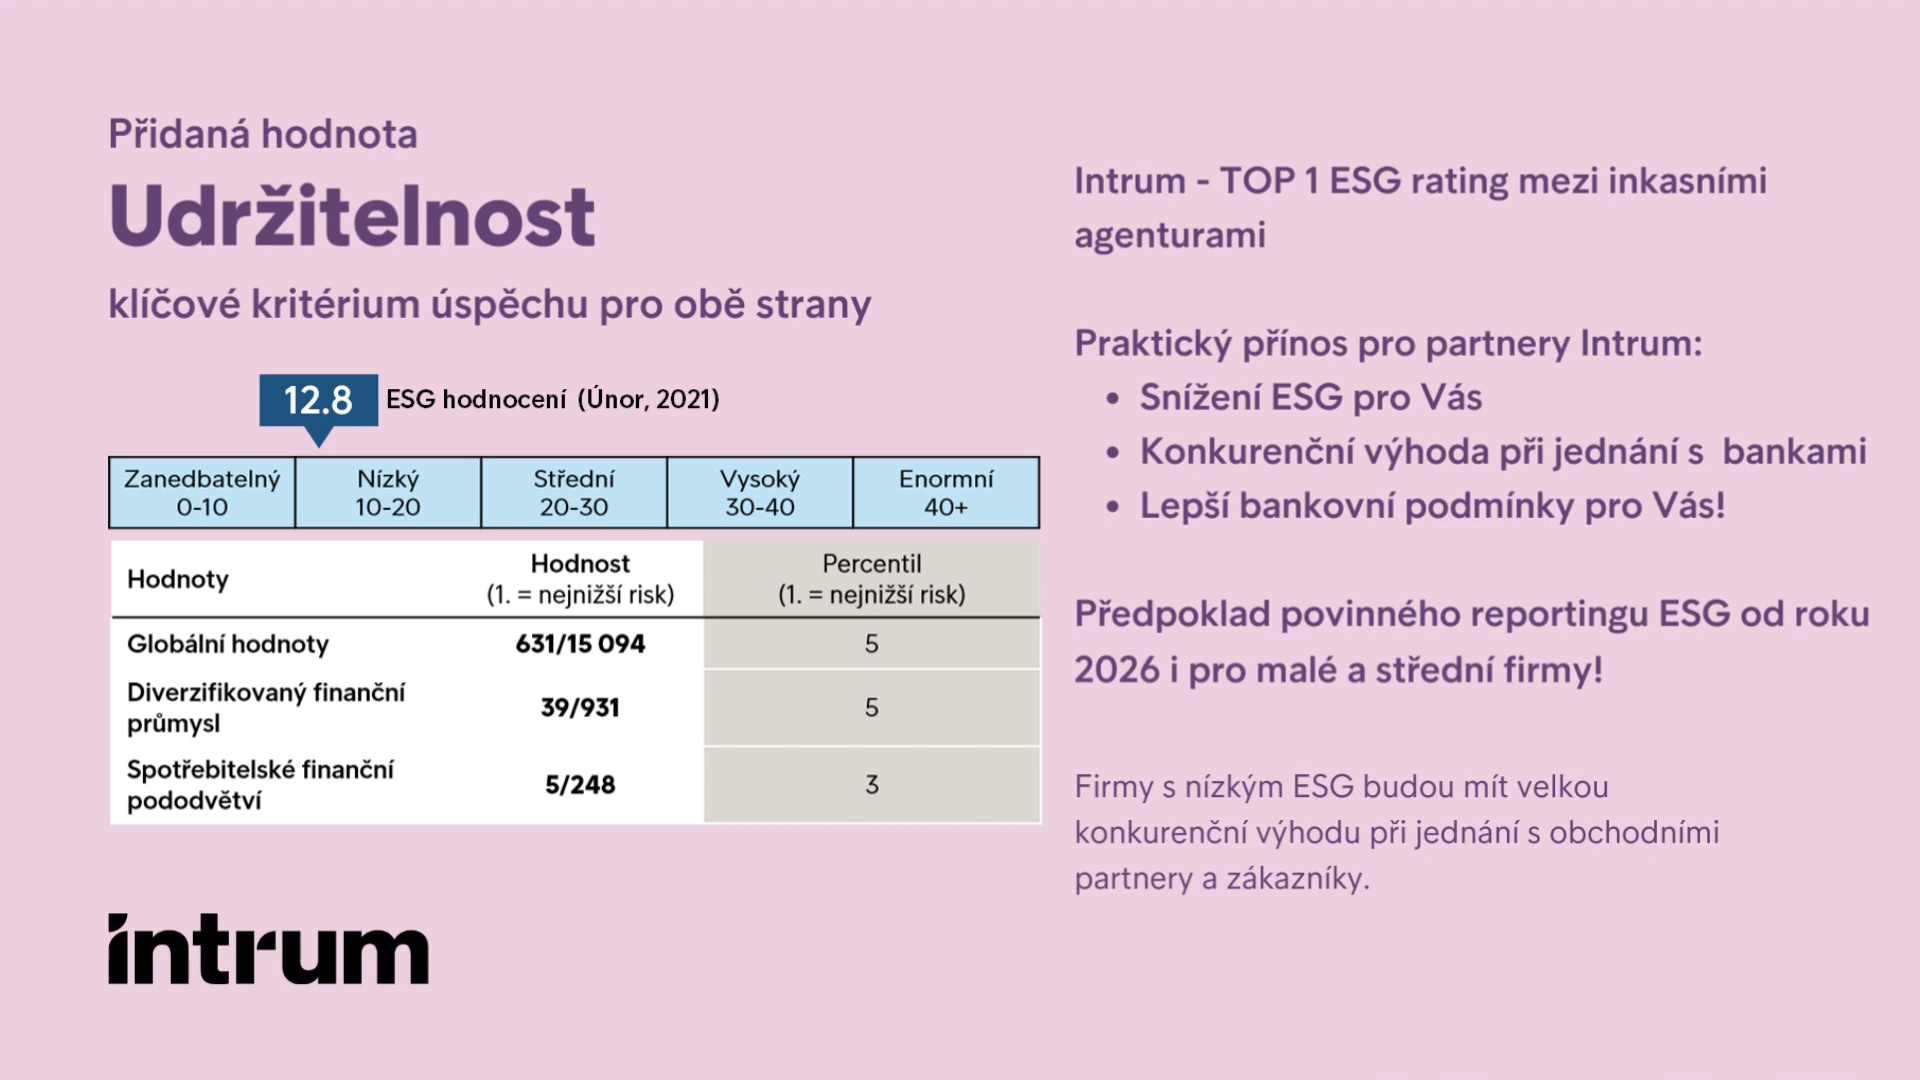 Přidaná hodnota
Udržitelnost
klíčové kritérium úspěchu pro obě strany
12.8 ESG hodnocení (Únor, 2021)
Zanedbatelný Nízký Střední Vysoký Enormní
0-10 10-20 20-30 30-40 40+
Hodnoty Hodnost Percentil
(1. = nejnižší risk) (1. = nejnižší risk)
Globální hodnoty 631/15 094 5
Diverzifikovaný finanční
průmysl 39/931 5
Spotřebitelské finanční
pododvětví 5/248 3
intrum
Intrum - TOP 1 ESG rating mezi inkasními
agenturami
Praktický přínos pro partnery Intrum:
• Snížení ESG pro Vás
• Konkurenční výhoda při jednání s bankami
• Lepší bankovní podmínky pro Vás!
Předpoklad povinného reportingu ESG od roku
2026 i pro malé a střední firmy!
Firmy s nízkým ESG budou mít velkou
konkurenční výhodu při jednání s obchodními
partnery a zákazníky.